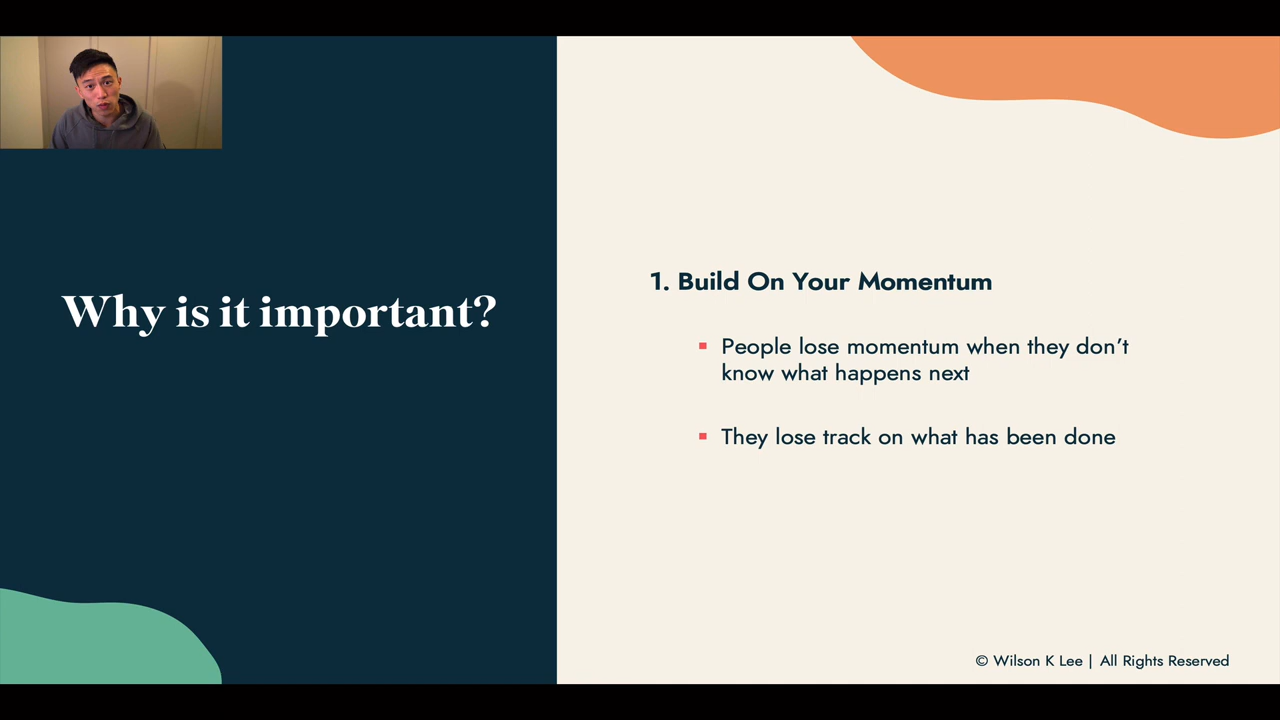 Why is it important?
1. Build On Your Momentum
▪ People lose momentum when they don’t
know what happens next
▪ They lose track on what has been done
© Wilson K Lee | All Rights Reserved